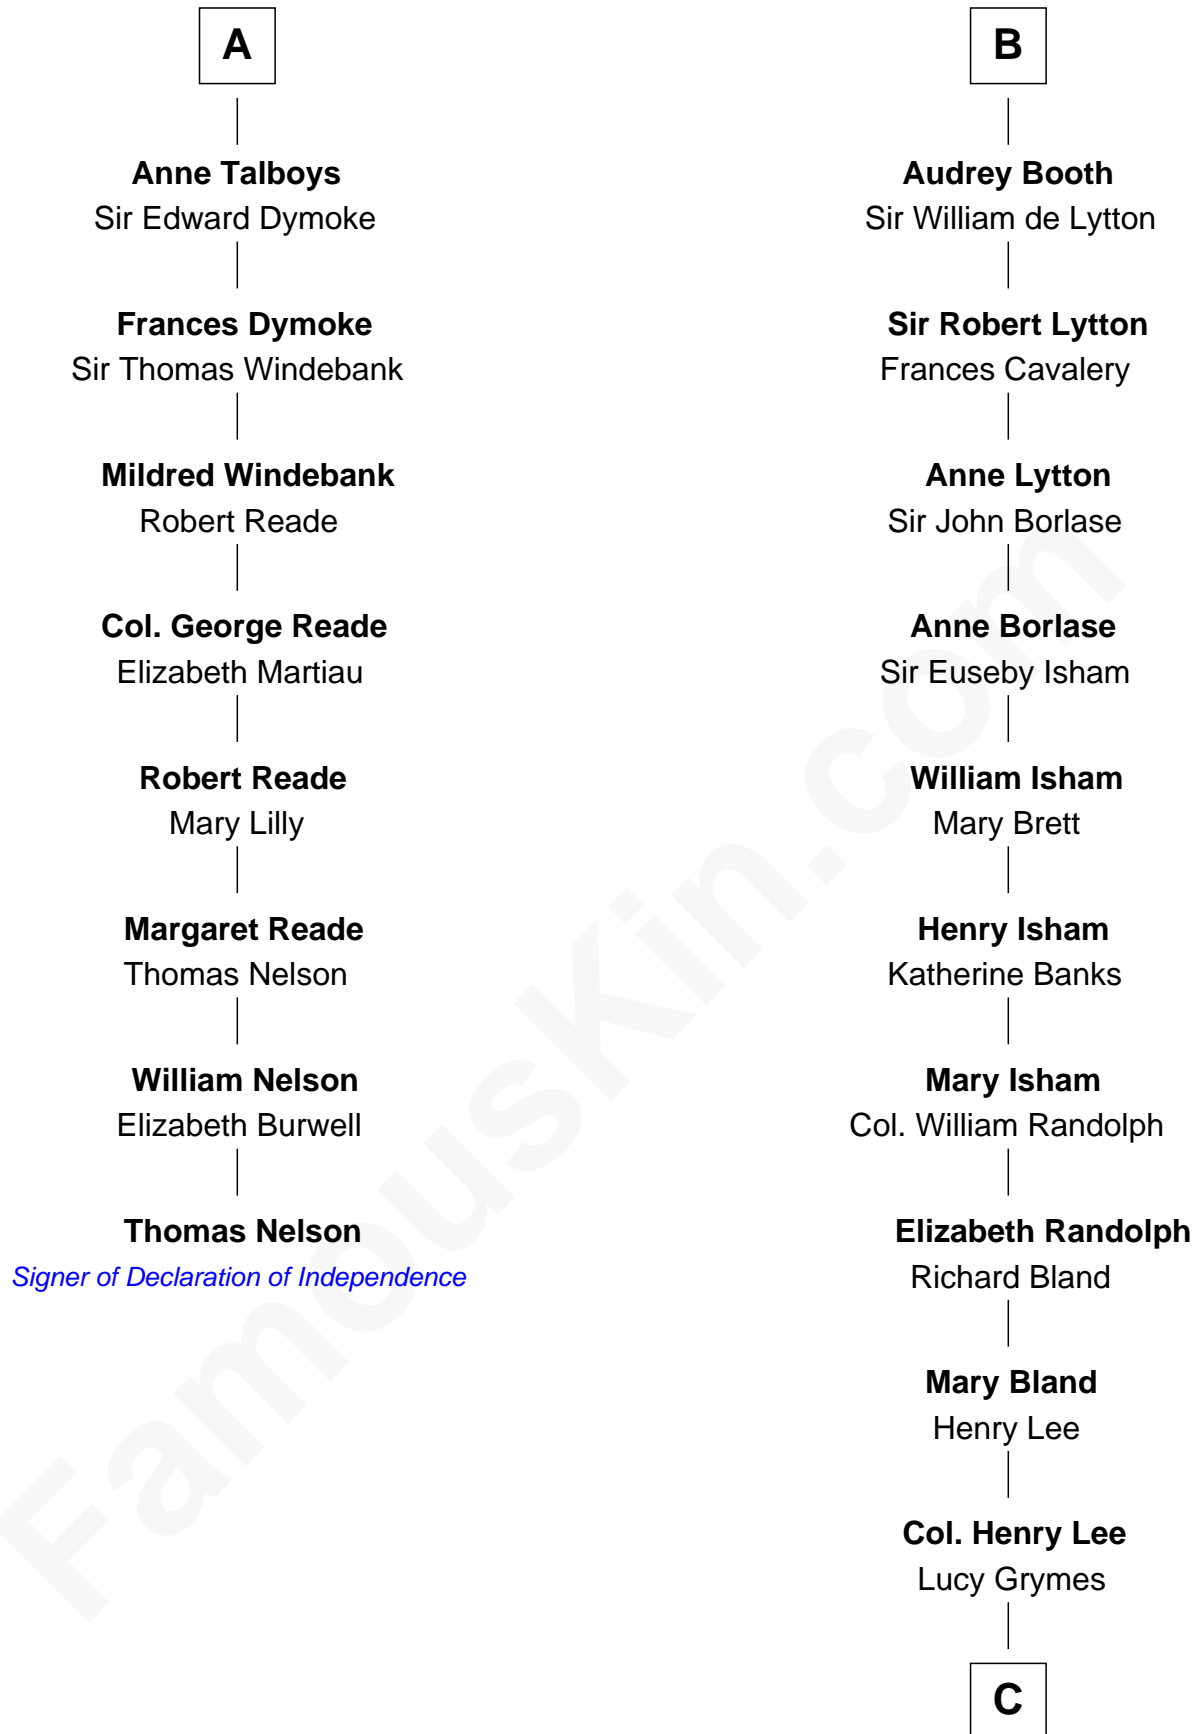 A
Anne Talboys
Sir Edward Dymoke
Frances Dymoke
Sir Thomas Windebank
Mildred Windebank
Robert Reade
Col. George Reade
Elizabeth Martiau
Robert Reade
Mary Lilly
Margaret Reade
Thomas Nelson
William Nelson
Elizabeth Burwell
Thomas Nelson
Signer of Declaration of Independence
B
Audrey Booth
Sir William de Lytton
Sir Robert Lytton
Frances Cavalery
Anne Lytton
Sir John Borlase
Anne Borlase
Sir Euseby Isham
William Isham
Mary Brett
Henry Isham
Katherine Banks
Mary Isham
Col. William Randolph
Elizabeth Randolph
Richard Bland
Mary Bland
Henry Lee
Col. Henry Lee
Lucy Grymes
C
FamousKin.com